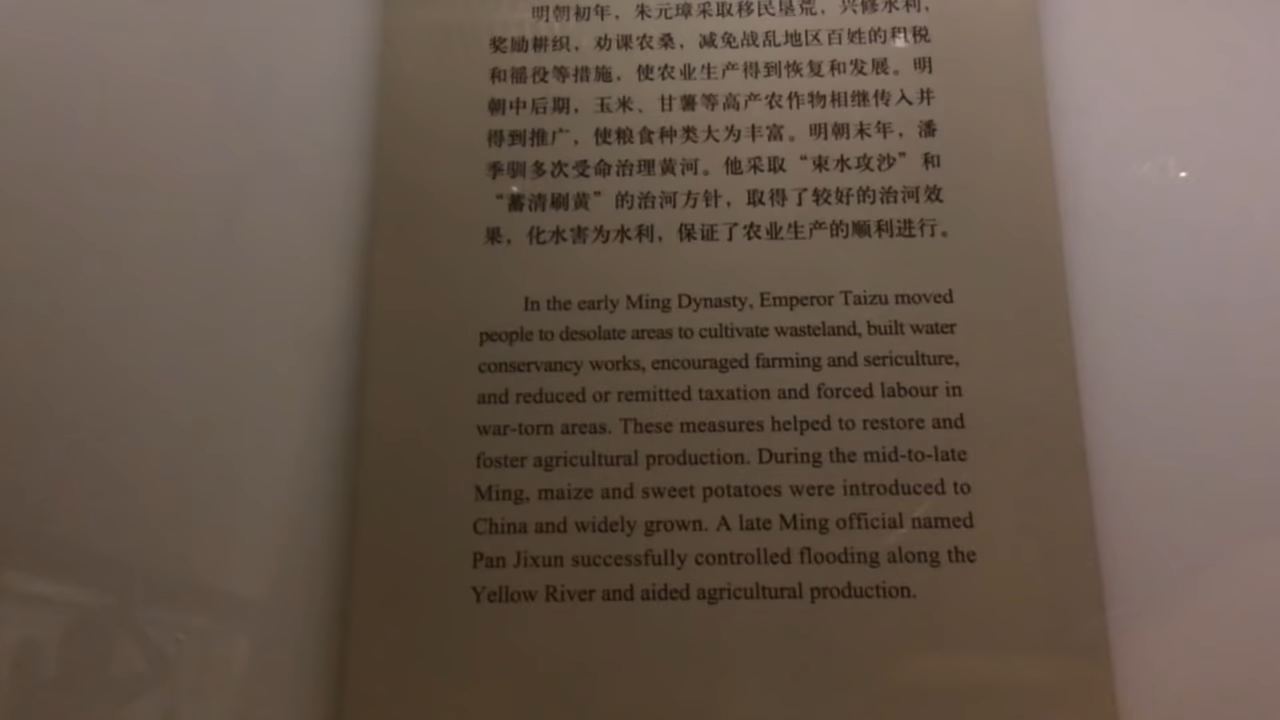 明朝初年，朱元璋采取移民垦荒，兴修水利，
奖励耕织，劝课农桑，减免战乱地区百姓的租税
和徭役等措施，使农业生产得到恢复和发展。明
朝中后期，玉米、甘薯等高产农作物相继传入并
得到推广，使粮食种类大为丰富。明朝末年，潘
季驯多次受命治理黄河。他采取“束水攻沙”和
“蓄清刷黄”的治河方针，取得了较好的治河效
果，化水害为水利，保证了农业生产的顺利进行。
In the early Ming Dynasty, Emperor Taizu moved
people to desolate areas to cultivate wasteland, built water
conservancy works, encouraged farming and sericulture,
and reduced or remitted taxation and forced labour in
war-torn areas. These measures helped to restore and
foster agricultural production. During the mid-to-late
Ming, maize and sweet potatoes were introduced to
China and widely grown. A late Ming official named
Pan Jixun successfully controlled flooding along the
Yellow River and aided agricultural production.